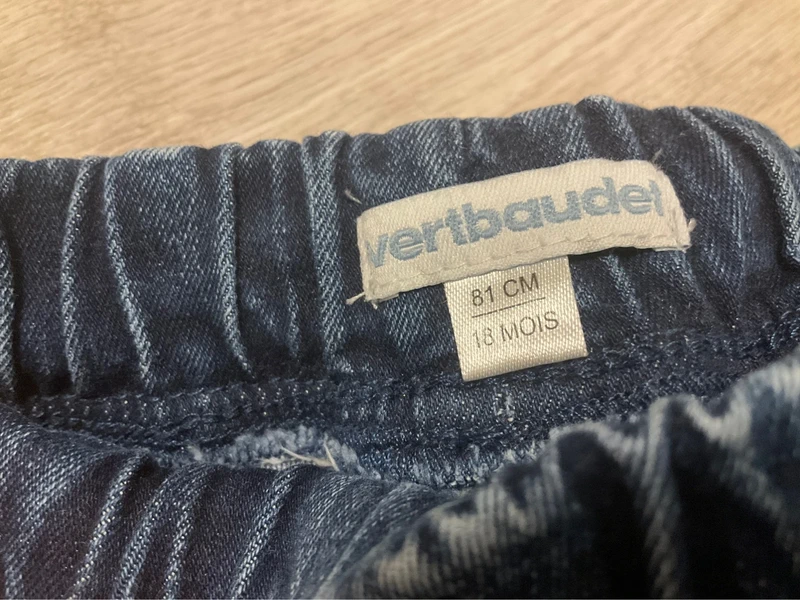 vertbaudet
81 CM
18 MOIS